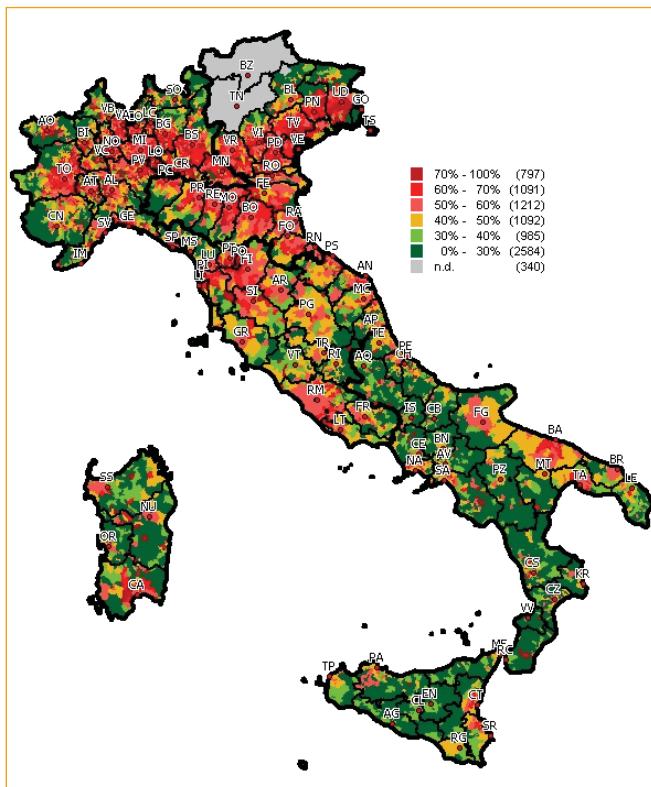 BZ
TN
SO
BL
UD
PN
GO
TS
VB
LC
VA
CO
BG
AO
BI
BS
TV
VI
VR
PD
VE
NO
MI
VC
LO
TO
PV
CR
MN
RO
PC
AT
AL
FE
PR
RE
MO
BO
RA
CN
GE
SV
FO
RN
PS
IM
SP
MS
LU
PT
PO
FI
PI
LI
AN
AR
MC
SI
PG
AP
TE
GR
TR
VT
RI
AQ
PE
CH
RM
FR
LT
IS
CB
FG
BA
CE
BN
AV
NA
SA
PZ
MT
TA
BR
LE
SS
NU
OR
CA
CS
KR
CZ
VV
ME
RC
TP
PA
CT
EN
CL
AG
SR
RG
70% - 100% (797)
60% - 70% (1091)
50% - 60% (1212)
40% - 50% (1092)
30% - 40% (985)
0% - 30% (2584)
n.d. (340)